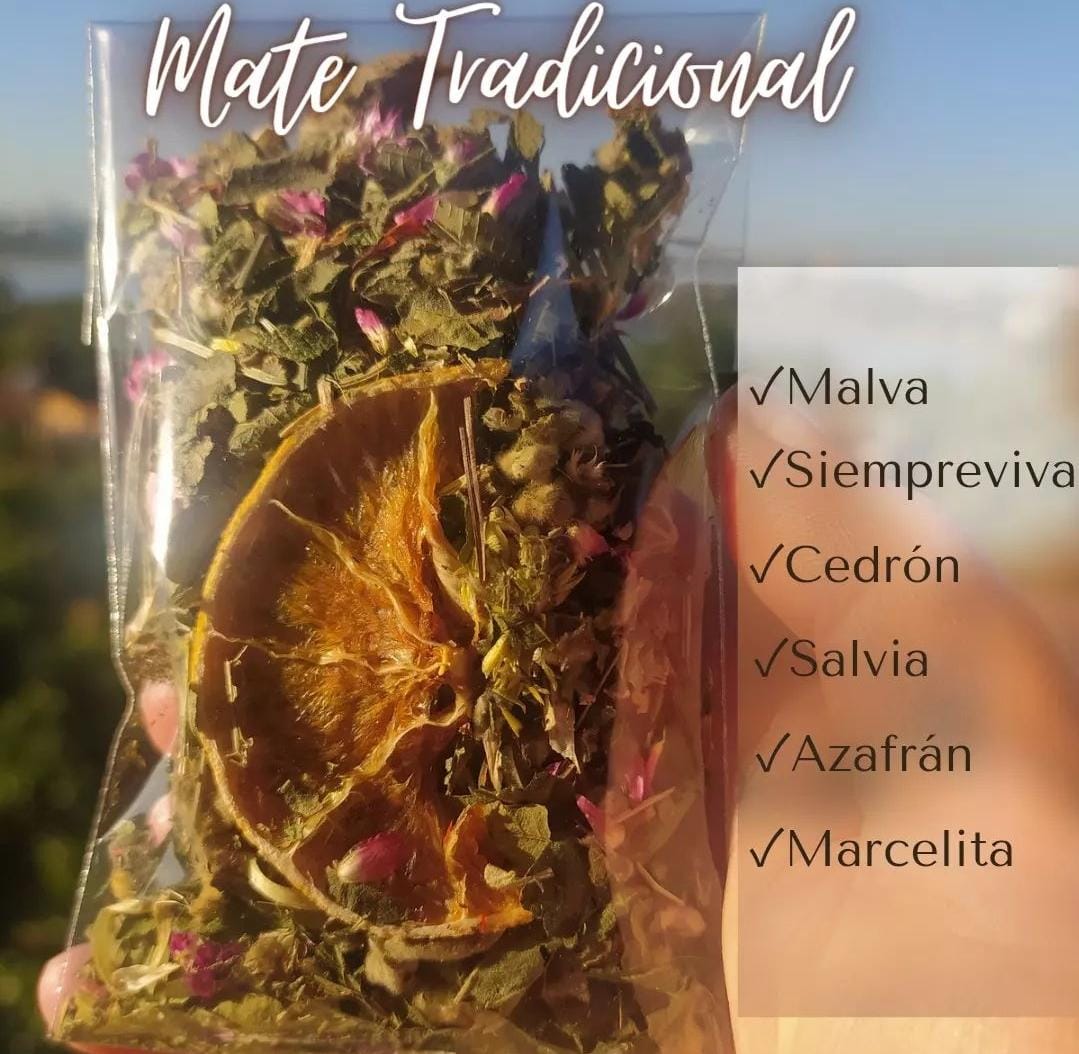 Mate Tradicional
✓Malva
✓Siempreviva
✓Cedrón
✓Salvia
✓Azafrán
✓Marcelita